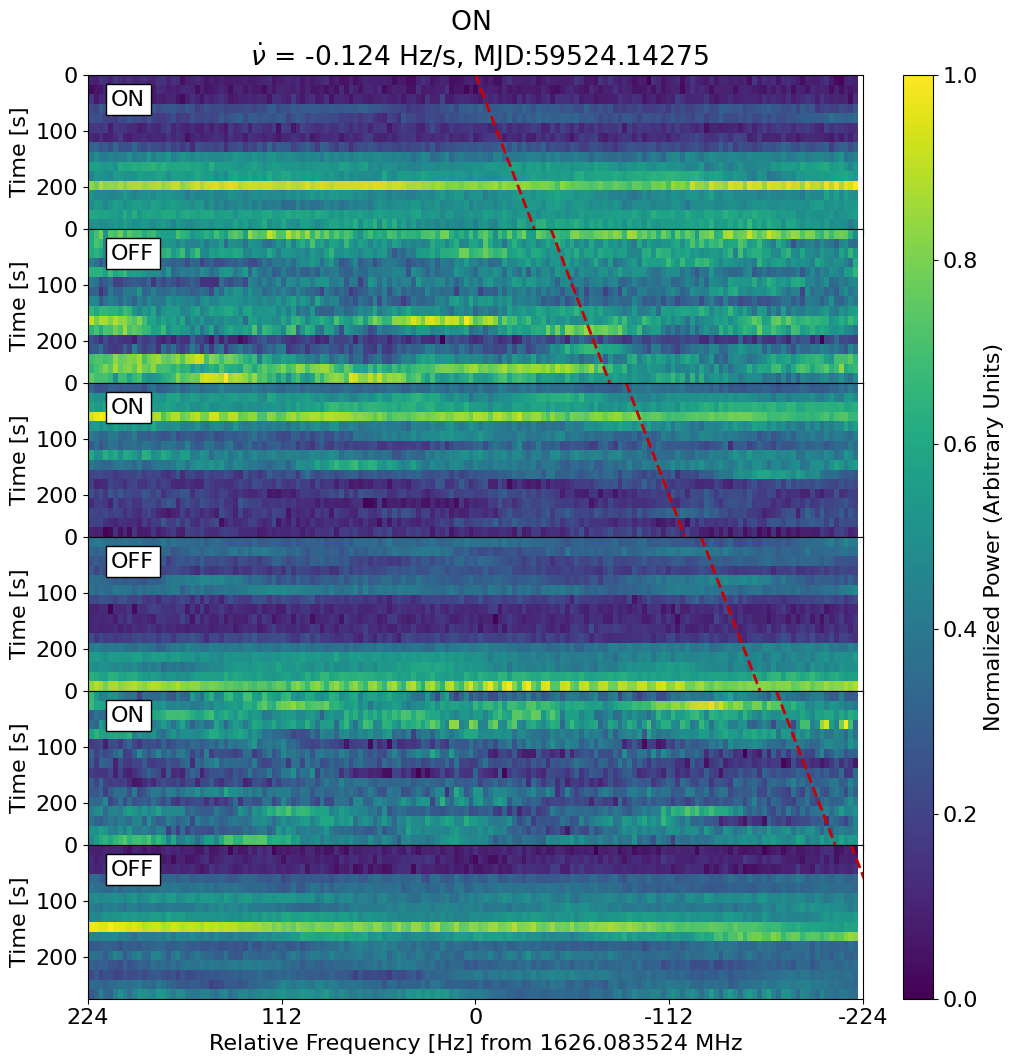 ON
ν̇ = -0.124 Hz/s, MJD:59524.14275
0
ON
100
Time [s]
200
0
OFF
100
Time [s]
200
0
ON
100
Time [s]
200
0
OFF
100
Time [s]
200
0
ON
100
Time [s]
200
0
OFF
100
Time [s]
200
224 112 0 -112 -224
Relative Frequency [Hz] from 1626.083524 MHz
1.0
0.8
0.6
0.4
0.2
0.0
Normalized Power (Arbitrary Units)